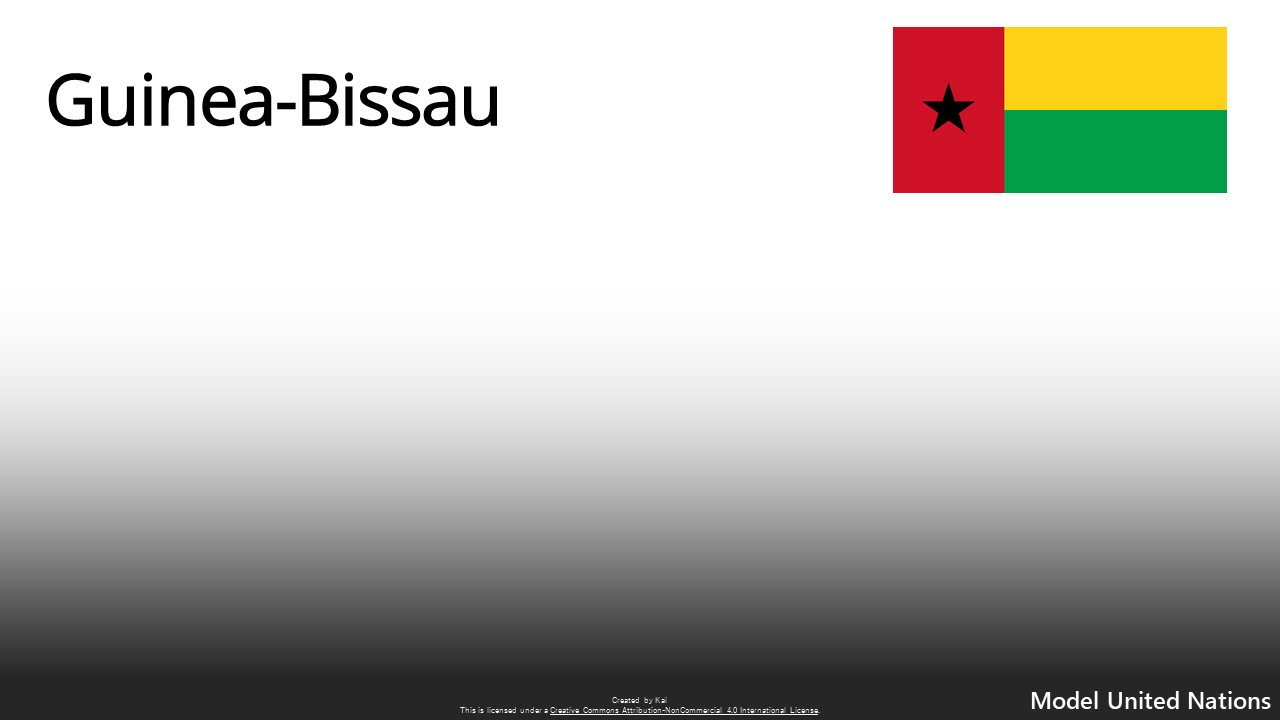 Guinea-Bissau
Created by Kai
This is licensed under a Creative Commons Attribution-NonCommercial 4.0 International License.
Model United Nations